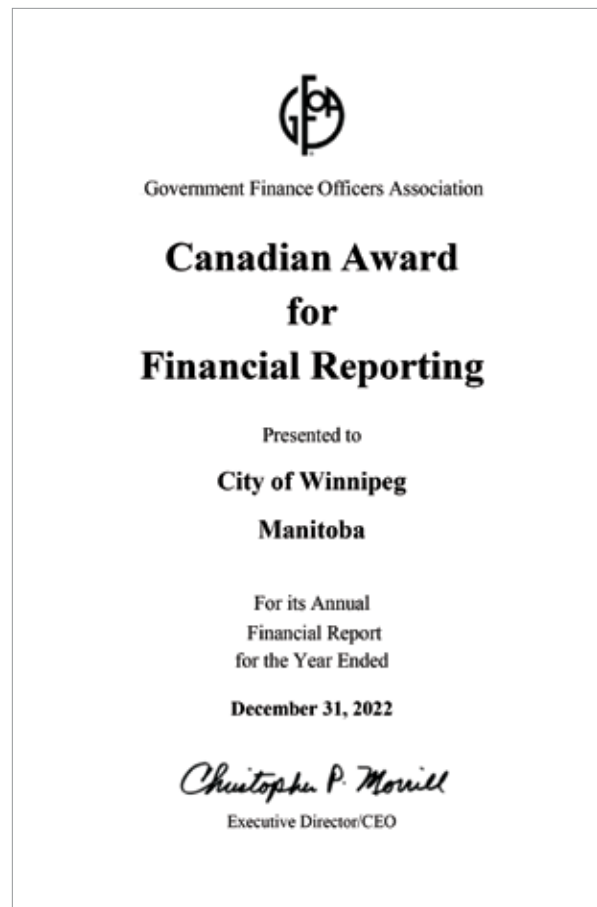 GFOA
Government Finance Officers Association
Canadian Award
for
Financial Reporting
Presented to
City of Winnipeg
Manitoba
For its Annual
Financial Report
for the Year Ended
December 31, 2022
Christopher P. Morrill
Executive Director/CEO